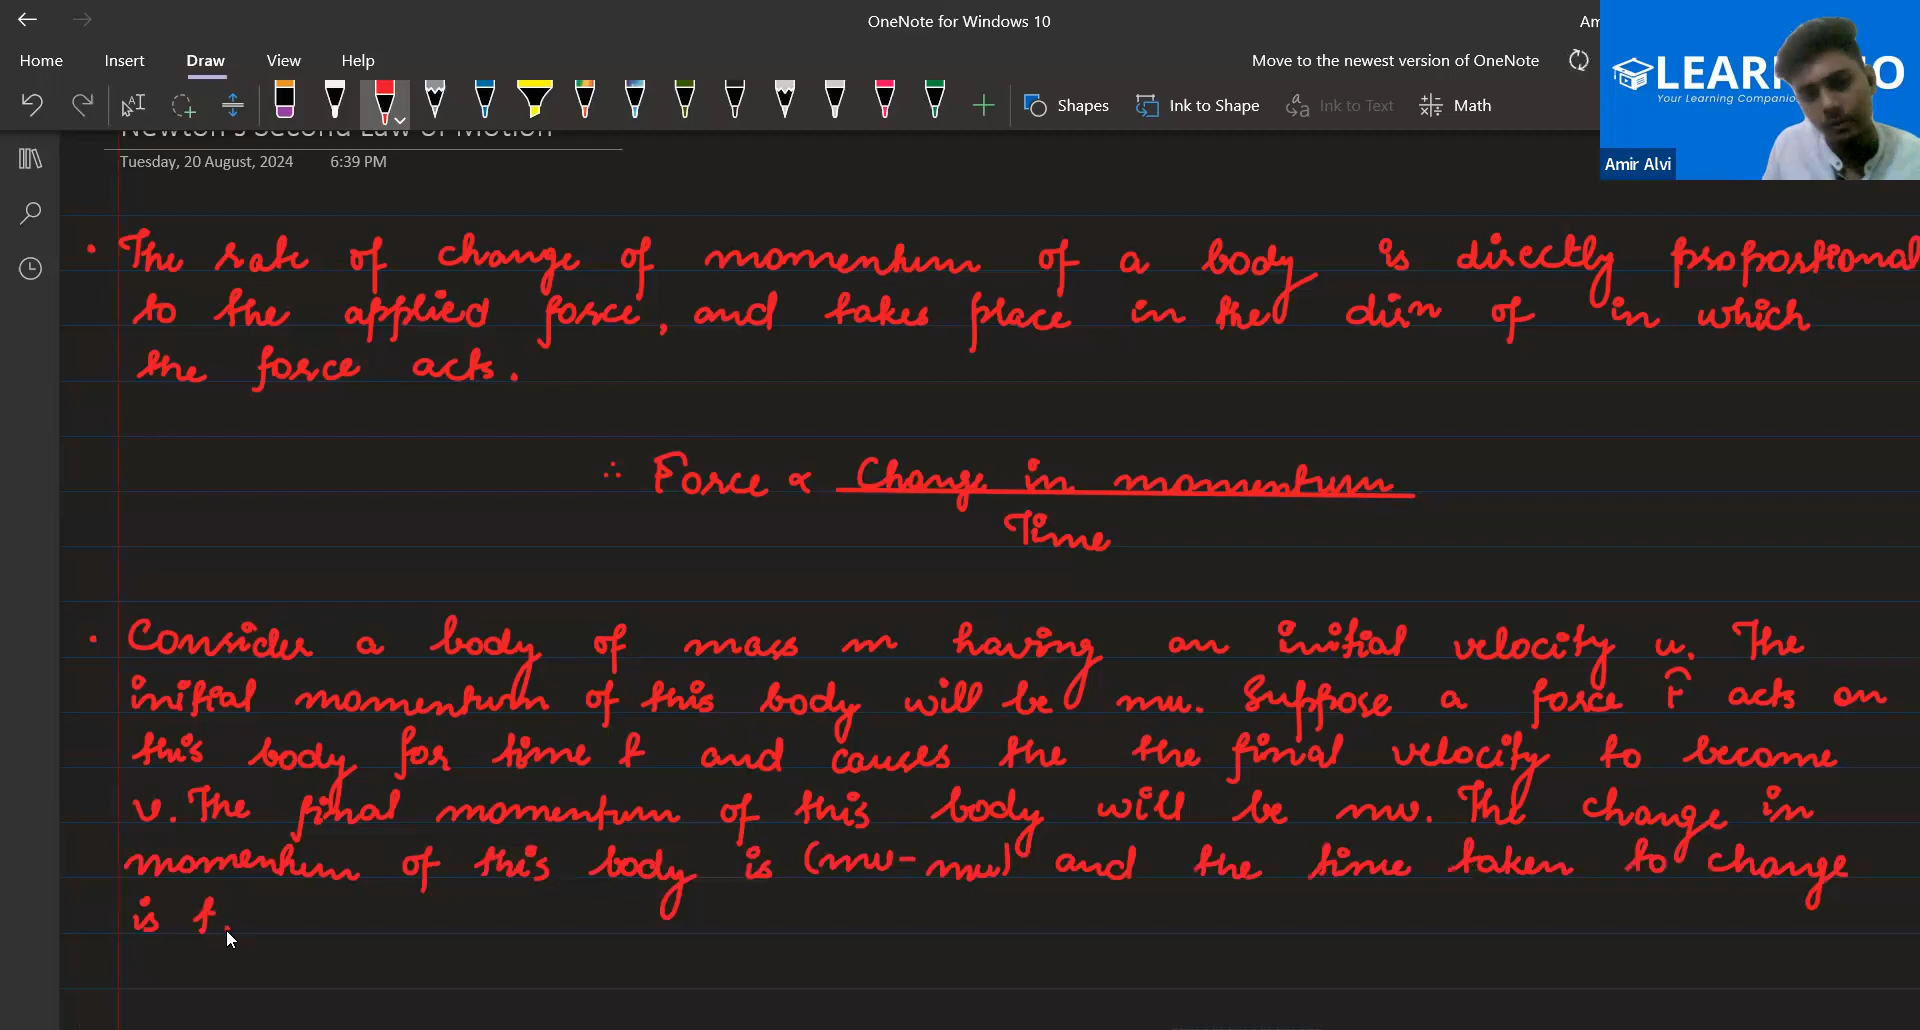 OneNote for Windows 10
Home Insert Draw View Help
Move to the newest version of OneNote
Shapes Ink to Shape Ink to Text Math
LEAR O
Your Learning Companio
Amir Alvi
Newton's Second Law of Motion
Tuesday, 20 August, 2024 6:39 PM
• The rate of change of momentum of a body is directly proportional
to the applied force, and takes place in the dirn of in which
the force acts.
∴ Force ∝ Change in momentum
Time
• Consider a body of mass m having an initial velocity u. The
initial momentum of this body will be mu. Suppose a force acts on
this body for time t and causes the the final velocity to become
v. The final momentum of this body will be mv. The change in
momentum of this body is (mv-mu) and the time taken to change
is t.